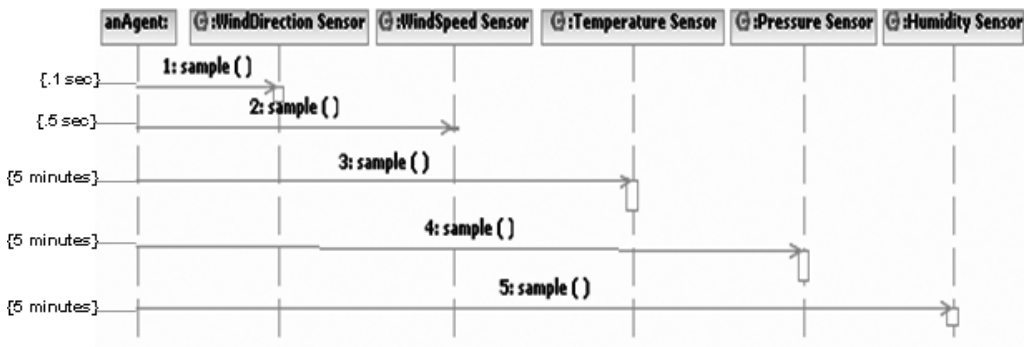 anAgent: :WindDirection Sensor :WindSpeed Sensor :Temperature Sensor :Pressure Sensor :Humidity Sensor
1: sample ( )
{.1 sec}
2: sample ( )
{.5 sec}
3: sample ( )
{5 minutes}
4: sample ( )
{5 minutes}
5: sample ( )
{5 minutes}